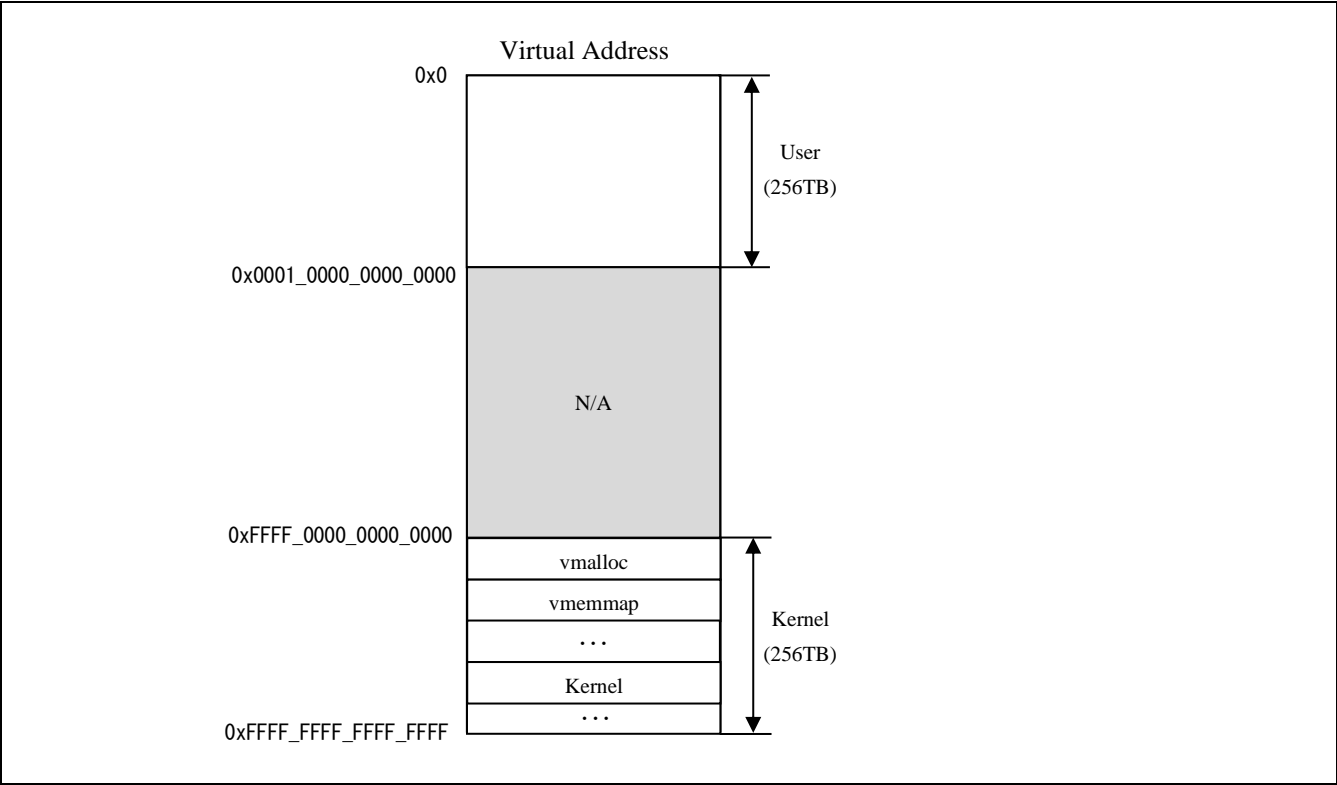 Virtual Address
0x0
User
(256TB)
0x0001_0000_0000_0000
N/A
0xFFFF_0000_0000_0000
vmalloc
vmemmap
...
Kernel
(256TB)
Kernel
...
0xFFFF_FFFF_FFFF_FFFF